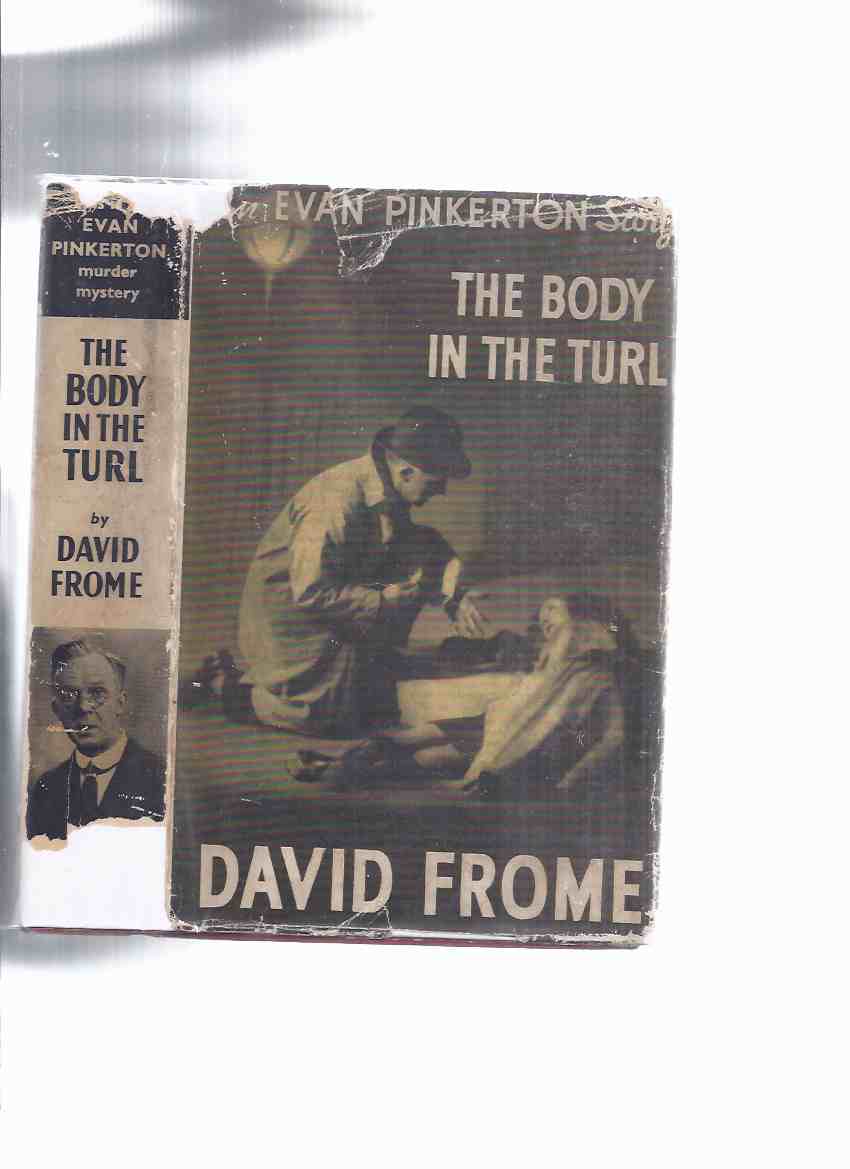 EVAN
PINKERTON
murder
mystery
THE
BODY
IN THE
TURL
by
DAVID
FROME
EVAN PINKERTON Story
THE BODY
IN THE TURL
DAVID FROME